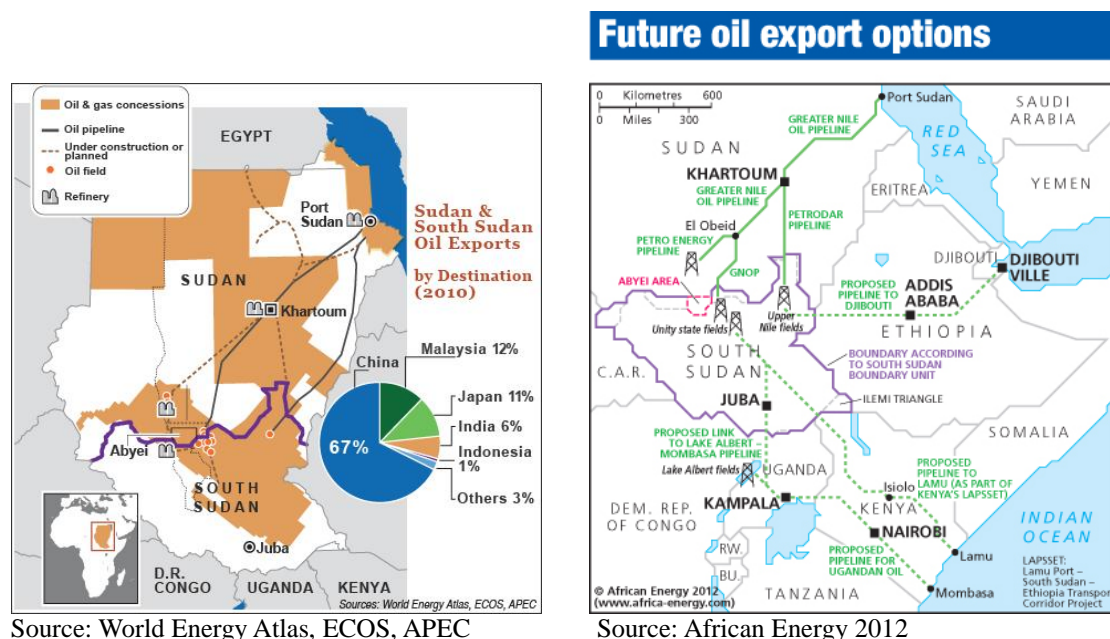 Future oil export options
Oil & gas concessions
Oil pipeline
Under construction or
planned
Oil field
Refinery
EGYPT
Port
Sudan
SUDAN
Khartoum
Abyei
SOUTH
SUDAN
Juba
D.R.
CONGO
UGANDA
KENYA
Sudan &
South Sudan
Oil Exports
by Destination
(2010)
Malaysia 12%
China
67%
Japan 11%
India 6%
Indonesia
1%
Others 3%
Sources: World Energy Atlas, ECOS, APEC
Source: World Energy Atlas, ECOS, APEC
0 Kilometres 600
0 Miles 300
Port Sudan
SAUDI
ARABIA
GREATER NILE
OIL PIPELINE
RED
SEA
SUDAN
KHARTOUM
YEMEN
ERITREA
GREATER NILE
OIL PIPELINE
PETRODAR
PIPELINE
El Obeid
PETRO ENERGY
PIPELINE
GNOP
ABYEI AREA
DJIBOUTI
DJIBOUTI
VILLE
PROPOSED
PIPELINE TO
DJIBOUTI
ADDIS
ABABA
Unity state fields
Upper
Nile fields
ETHIOPIA
SOUTH
SUDAN
BOUNDARY ACCORDING
TO SOUTH SUDAN
BOUNDARY UNIT
C.A.R.
ILEMI TRIANGLE
JUBA
SOMALIA
PROPOSED LINK
TO LAKE ALBERT –
MOMBASA PIPELINE
Lake Albert fields
UGANDA
PROPOSED
PIPELINE TO
LAMU (AS PART OF
KENYA'S LAPSSET)
Isiolo
KAMPALA
KENYA
DEM. REP.
OF CONGO
NAIROBI
INDIAN
OCEAN
RW.
BU.
PROPOSED
PIPELINE FOR
UGANDAN OIL
Lamu
LAPSSET:
Lamu Port –
South Sudan –
Ethiopia Transpor
Corridor Project
TANZANIA
Mombasa
© African Energy 2012
(www.africa-energy.com)
Source: African Energy 2012